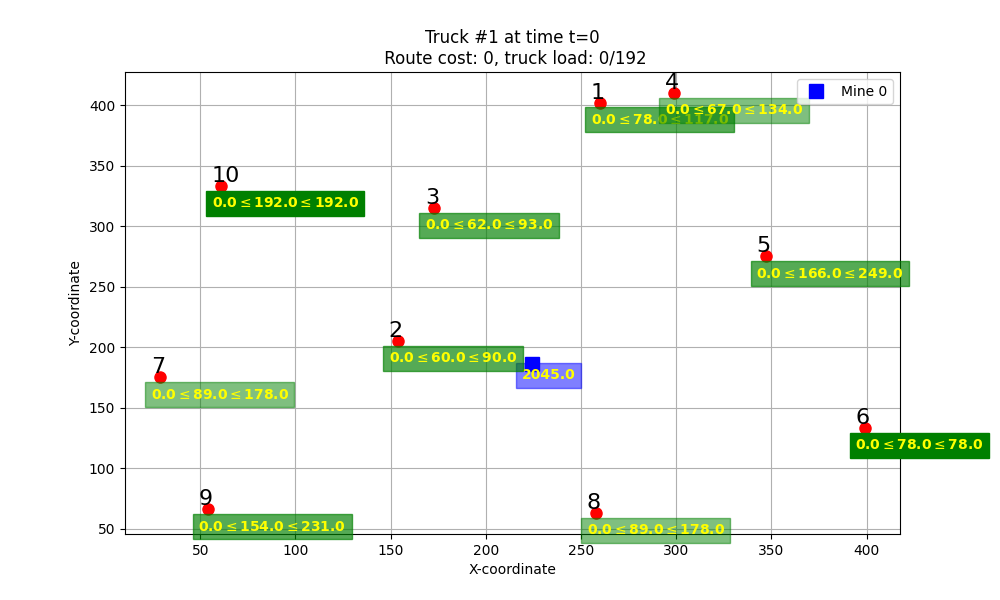 Truck #1 at time t=0
Route cost: 0, truck load: 0/192
Mine 0
1
0.0 ≤ 78.0 ≤ 117.0
4
0.0 ≤ 67.0 ≤ 134.0
10
0.0 ≤ 192.0 ≤ 192.0
3
0.0 ≤ 62.0 ≤ 93.0
5
0.0 ≤ 166.0 ≤ 249.0
2
0.0 ≤ 60.0 ≤ 90.0
2045.0
7
0.0 ≤ 89.0 ≤ 178.0
6
0.0 ≤ 78.0 ≤ 78.0
9
0.0 ≤ 154.0 ≤ 231.0
8
0.0 ≤ 89.0 ≤ 178.0
400
350
300
250
200
150
100
50
Y-coordinate
50 100 150 200 250 300 350 400
X-coordinate